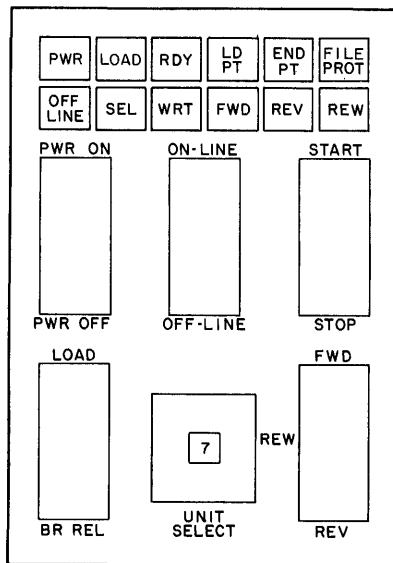 PWR LOAD RDY LD PT END PT FILE PROT
OFF LINE SEL WRT FWD REV REW
PWR ON ON-LINE START
PWR OFF OFF-LINE STOP
LOAD FWD
7 REW
BR REL UNIT SELECT REV